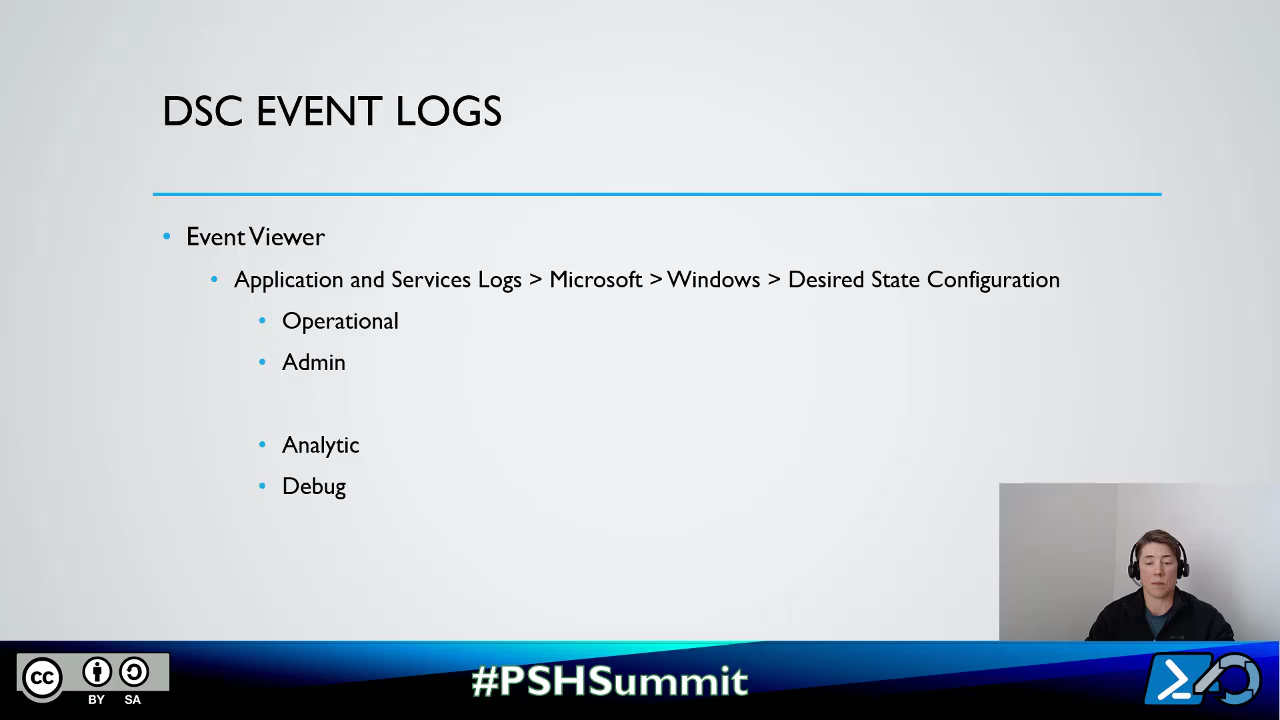 DSC EVENT LOGS
• Event Viewer
• Application and Services Logs > Microsoft > Windows > Desired State Configuration
• Operational
• Admin
• Analytic
• Debug
cc
BY SA
#PSHSummit